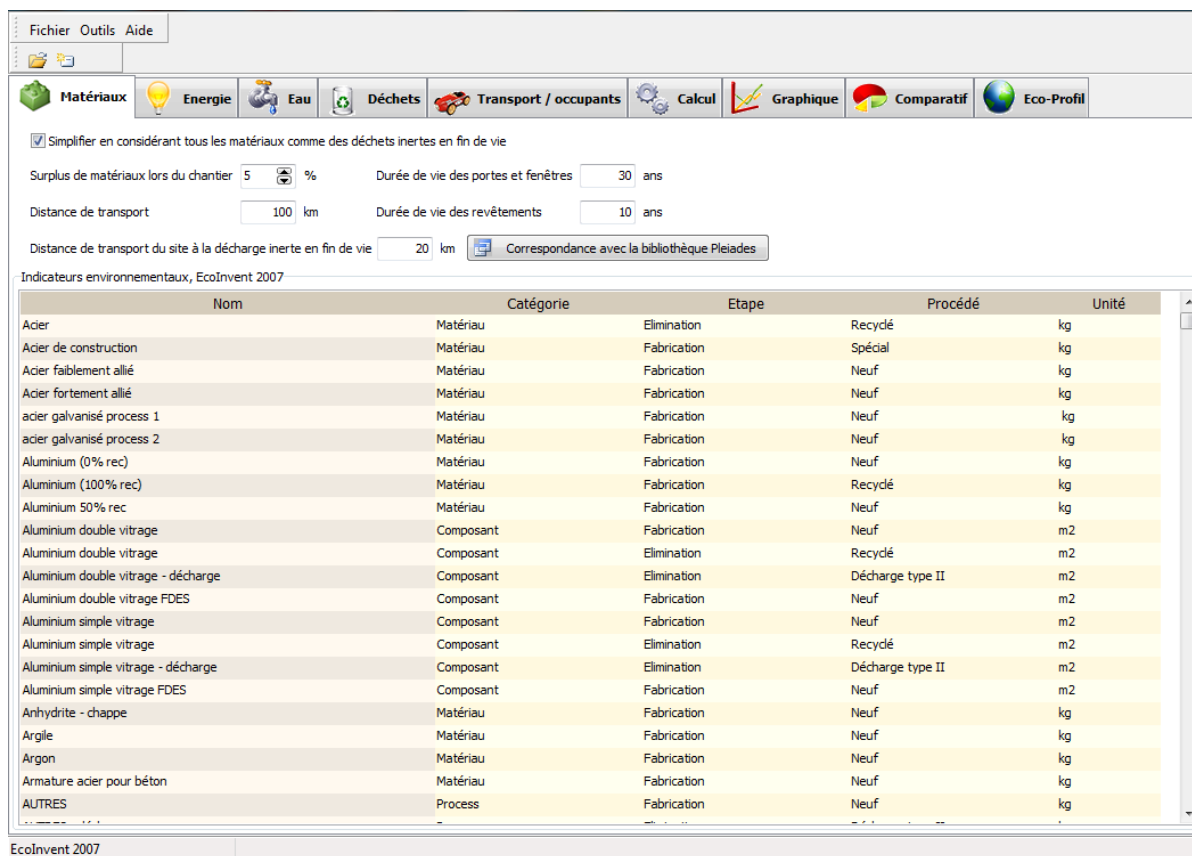 Fichier Outils Aide
Matériaux Energie Eau Déchets Transport / occupants Calcul Graphique Comparatif Eco-Profil
Simplifier en considérant tous les matériaux comme des déchets inertes en fin de vie
Surplus de matériaux lors du chantier 5 % Durée de vie des portes et fenêtres 30 ans
Distance de transport 100 km Durée de vie des revêtements 10 ans
Distance de transport du site à la décharge inerte en fin de vie 20 km Correspondance avec la bibliothèque Pleiades
Indicateurs environnementaux, EcoInvent 2007
Nom Catégorie Etape Procédé Unité
Acier Matériau Elimination Recyclé kg
Acier de construction Matériau Fabrication Spécial kg
Acier faiblement allié Matériau Fabrication Neuf kg
Acier fortement allié Matériau Fabrication Neuf kg
acier galvanisé process 1 Matériau Fabrication Neuf kg
acier galvanisé process 2 Matériau Fabrication Neuf kg
Aluminium (0% rec) Matériau Fabrication Neuf kg
Aluminium (100% rec) Matériau Fabrication Recyclé kg
Aluminium 50% rec Matériau Fabrication Neuf kg
Aluminium double vitrage Composant Fabrication Neuf m2
Aluminium double vitrage Composant Elimination Recyclé m2
Aluminium double vitrage - décharge Composant Elimination Décharge type II m2
Aluminium double vitrage FDES Composant Fabrication Neuf m2
Aluminium simple vitrage Composant Fabrication Neuf m2
Aluminium simple vitrage Composant Elimination Recyclé m2
Aluminium simple vitrage - décharge Composant Elimination Décharge type II m2
Aluminium simple vitrage FDES Composant Fabrication Neuf m2
Anhydrite - chappe Matériau Fabrication Neuf kg
Argile Matériau Fabrication Neuf kg
Argon Matériau Fabrication Neuf kg
Armature acier pour béton Matériau Fabrication Neuf kg
AUTRES Process Fabrication Neuf kg
EcoInvent 2007